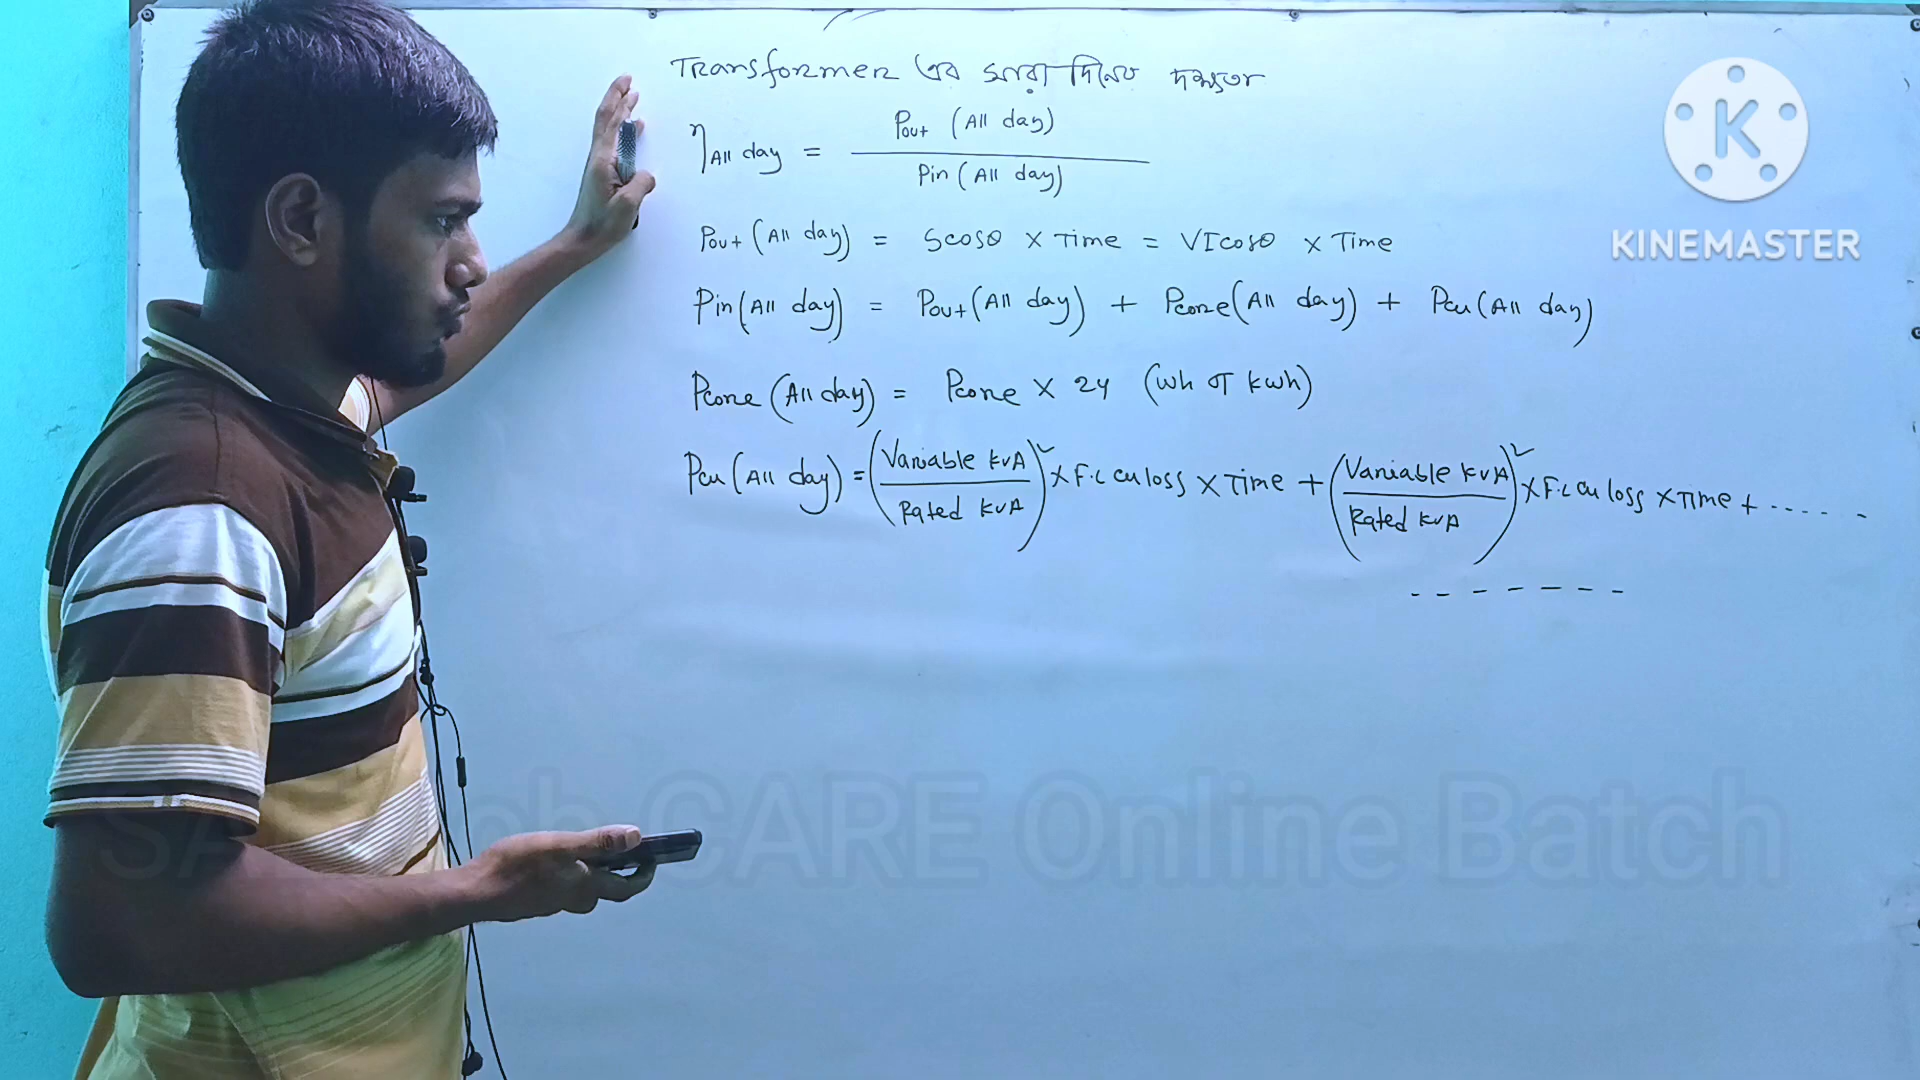 Transformer এর সারা দিনের দক্ষতা
η All day = Pout (All day) / Pin (All day)
Pout (All day) = Scosθ × Time = VIcosθ × Time
Pin (All day) = Pout (All day) + Pcore (All day) + Pcu (All day)
Pcore (All day) = Pcore × 24 (wh or kwh)
Pcu (All day) = (Variable KVA / Rated KVA)² × F.L cu loss × Time + (Variable KVA / Rated KVA)² × F.L cu loss × Time + ......
- - - - - - -
K
KINEMASTER
CARE Online Batch